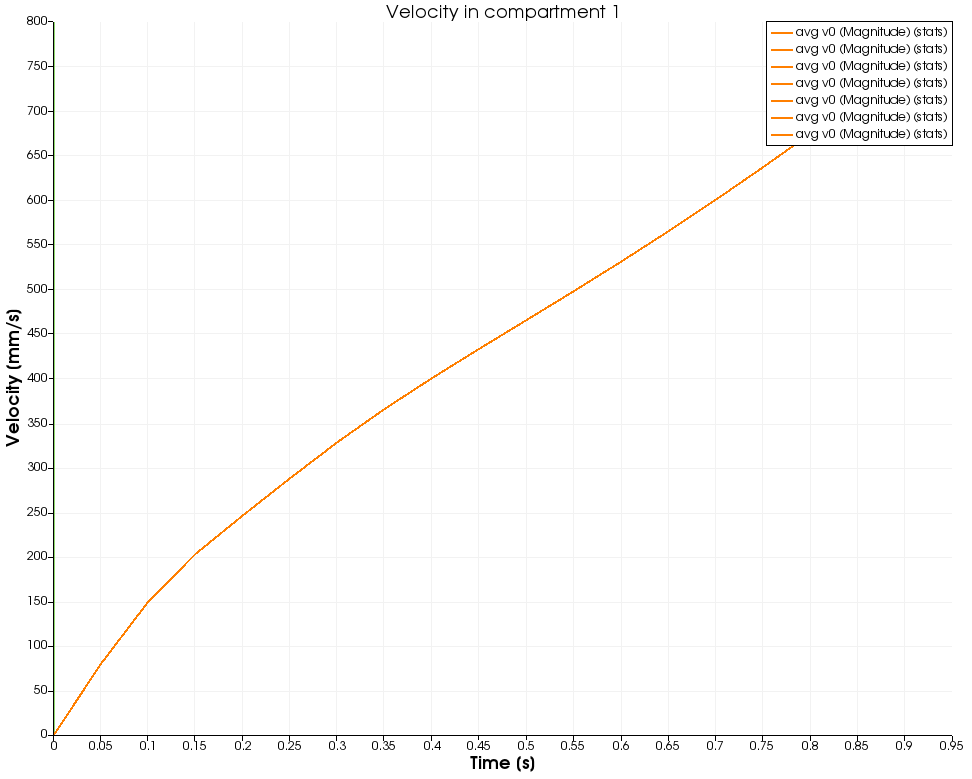 Velocity in compartment 1
avg v0 (Magnitude) (stats)
avg v0 (Magnitude) (stats)
avg v0 (Magnitude) (stats)
avg v0 (Magnitude) (stats)
avg v0 (Magnitude) (stats)
avg v0 (Magnitude) (stats)
avg v0 (Magnitude) (stats)
Velocity (mm/s)
800
750
700
650
600
550
500
450
400
350
300
250
200
150
100
50
0
0 0.05 0.1 0.15 0.2 0.25 0.3 0.35 0.4 0.45 0.5 0.55 0.6 0.65 0.7 0.75 0.8 0.85 0.9 0.95
Time (s)